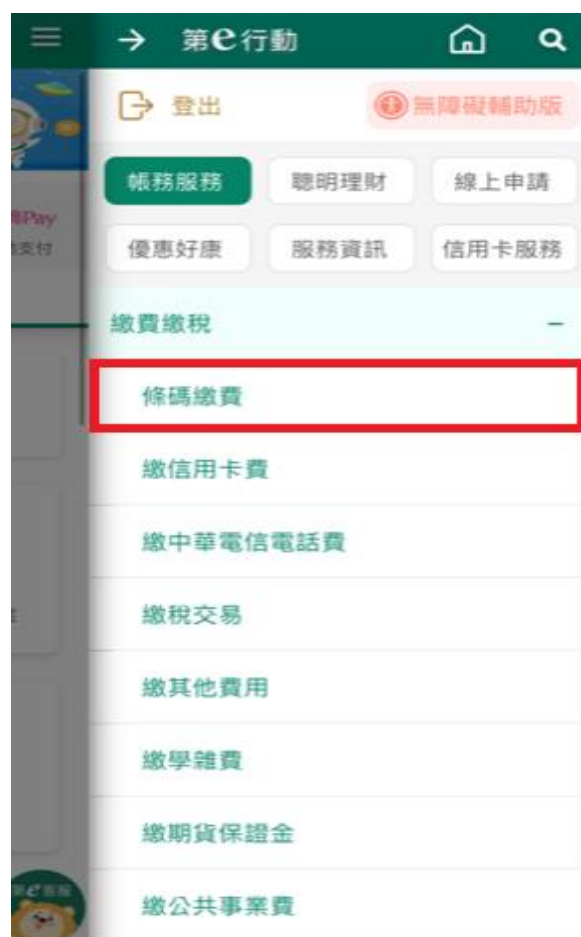 第e行動
登出
無障礙輔助版
帳務服務 聰明理財 線上申請
優惠好康 服務資訊 信用卡服務
Pay
支付
繳費繳稅
條碼繳費
繳信用卡費
繳中華電信電話費
繳稅交易
繳其他費用
繳學雜費
繳期貨保證金
繳公共事業費